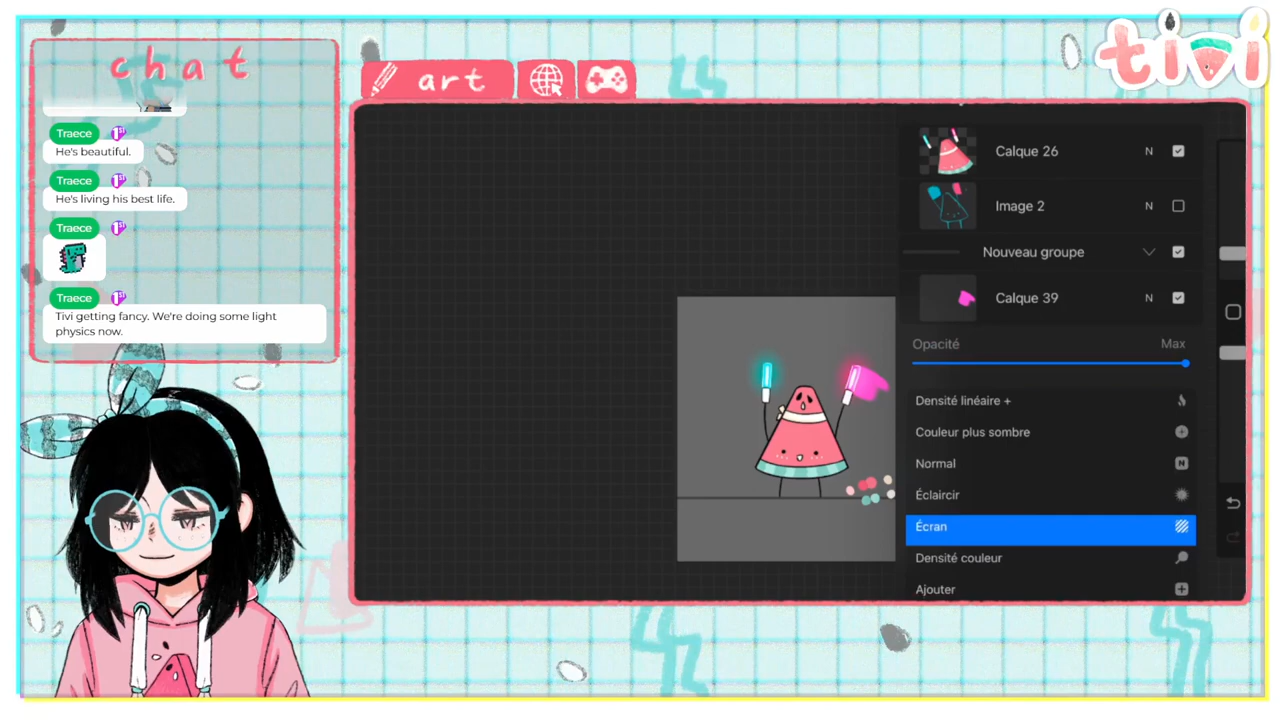 chat
Traece
He's beautiful.
Traece
He's living his best life.
Traece
Traece
Tivi getting fancy. We're doing some light
physics now.
art
tivi
Calque 26 N
Image 2 N
Nouveau groupe
Calque 39 N
Opacité Max
Densité linéaire +
Couleur plus sombre
Normal N
Éclaircir
Écran
Densité couleur
Ajouter